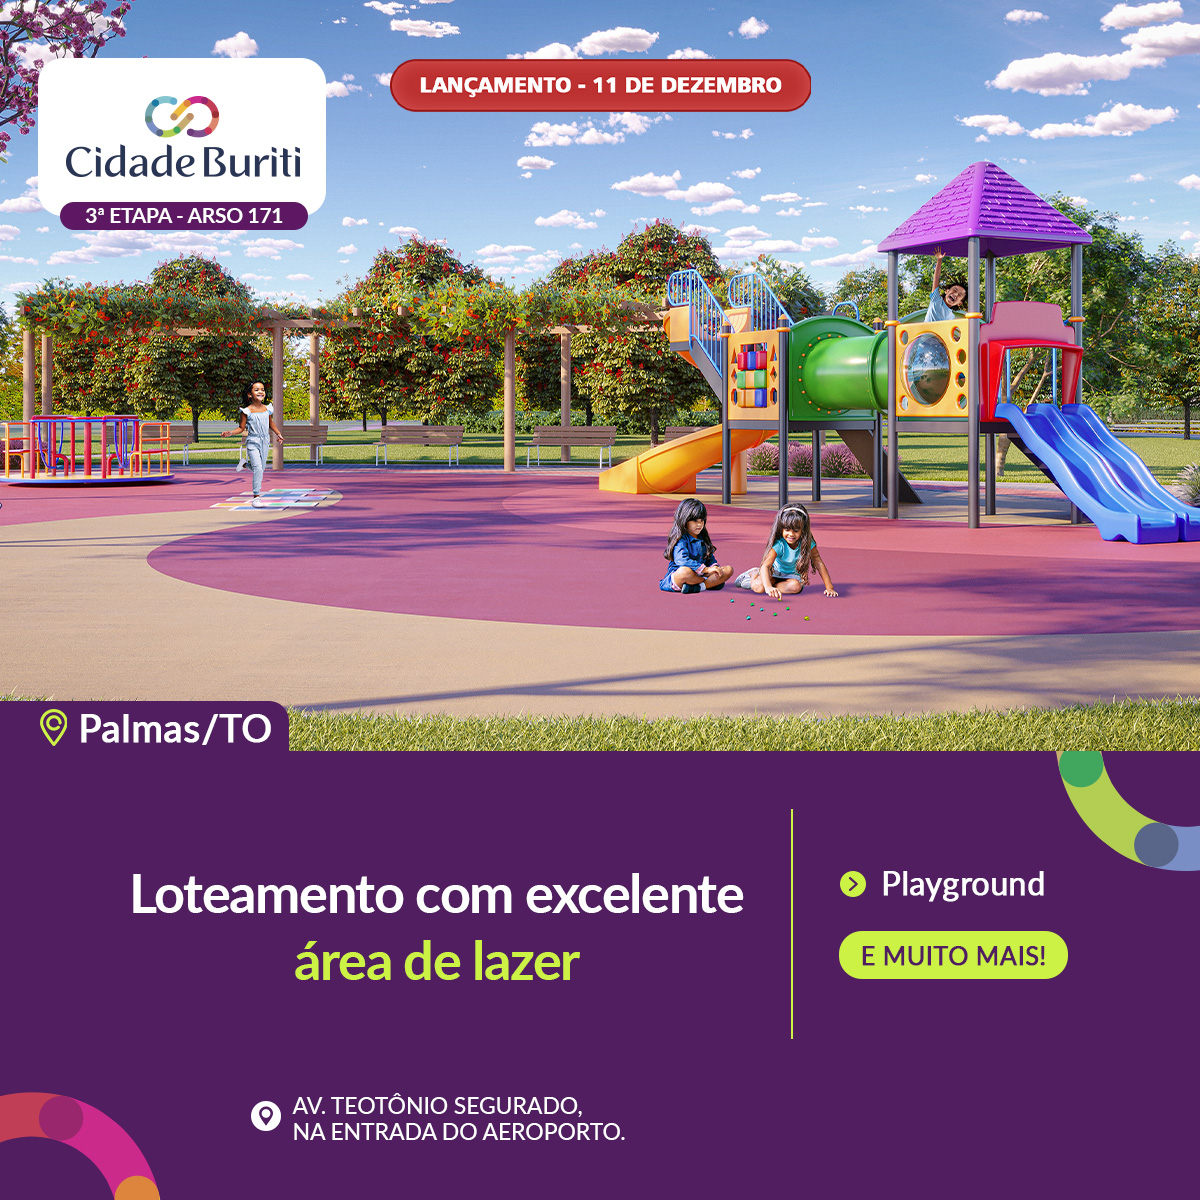 LANÇAMENTO - 11 DE DEZEMBRO
Cidade Buriti
3ª ETAPA - ARSO 171
Palmas/TO
Loteamento com excelente
área de lazer
Playground
E MUITO MAIS!
AV. TEOTÔNIO SEGURADO,
NA ENTRADA DO AEROPORTO.